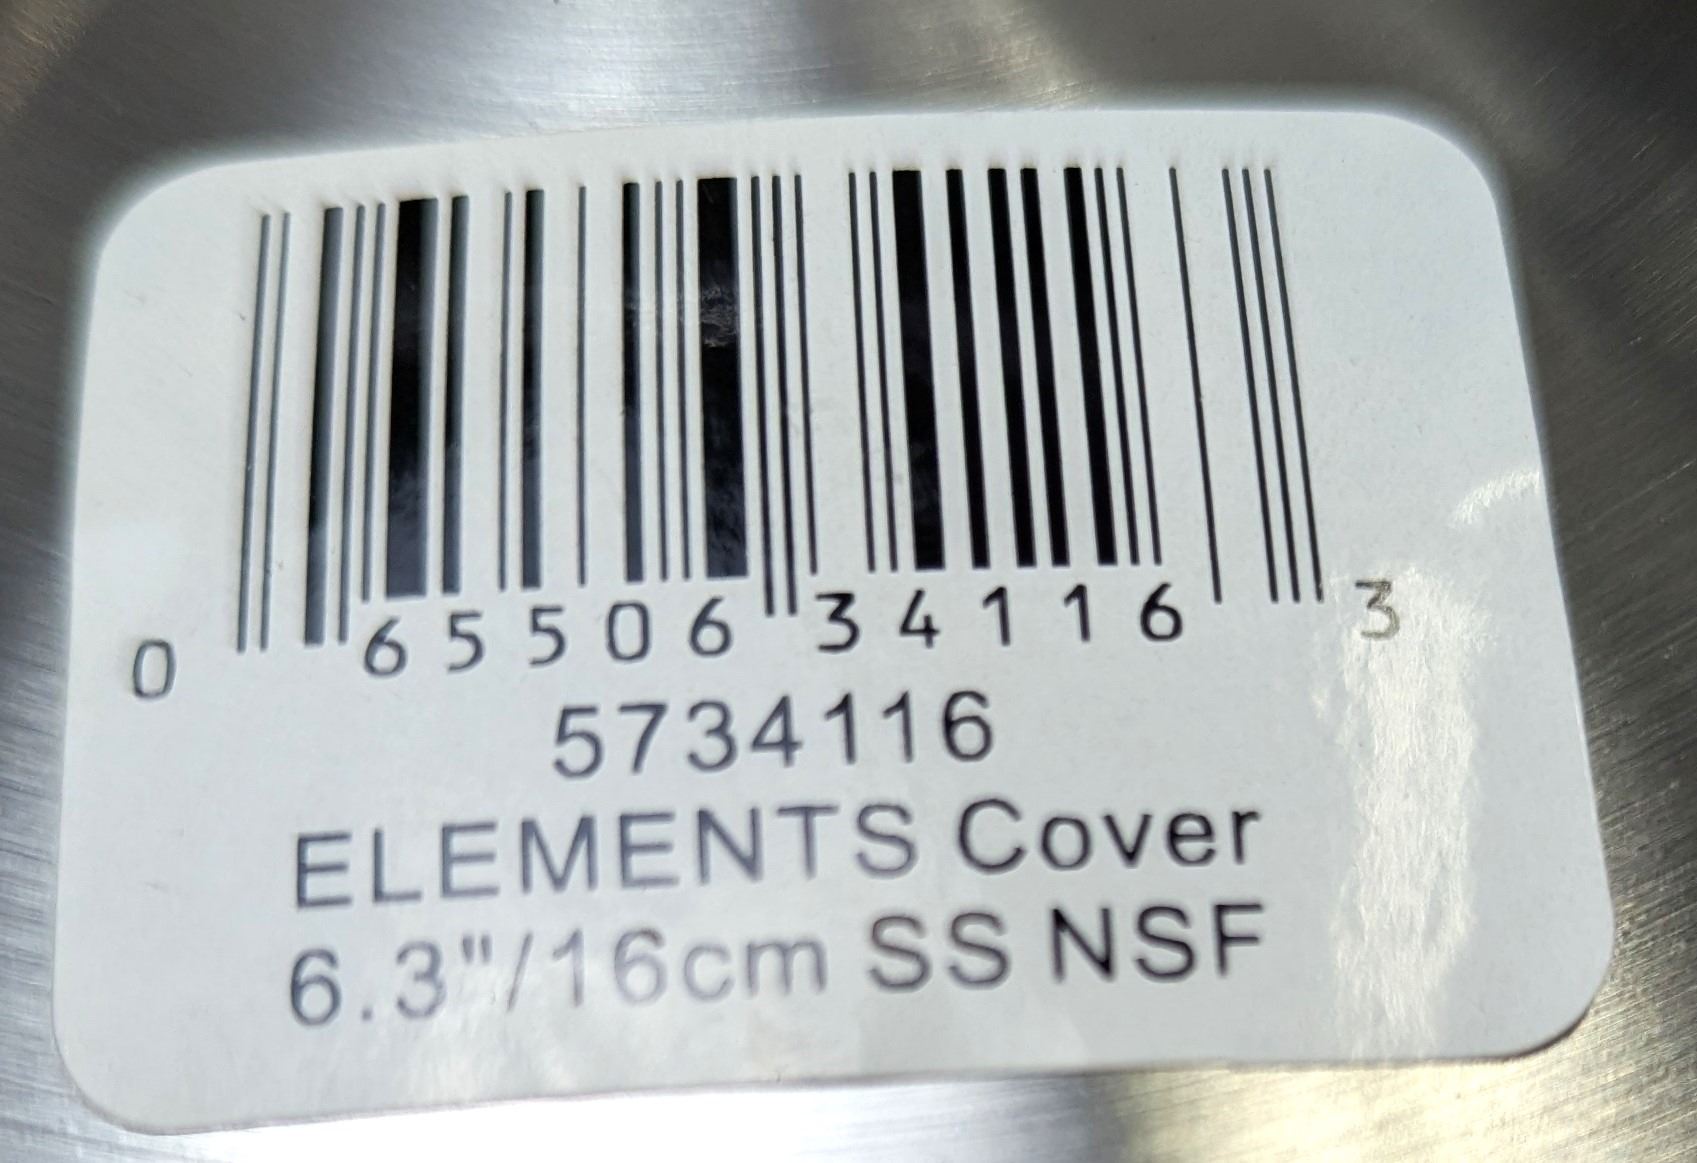 0 65506 34116 3
5734116
ELEMENTS Cover
6.3"/16cm SS NSF